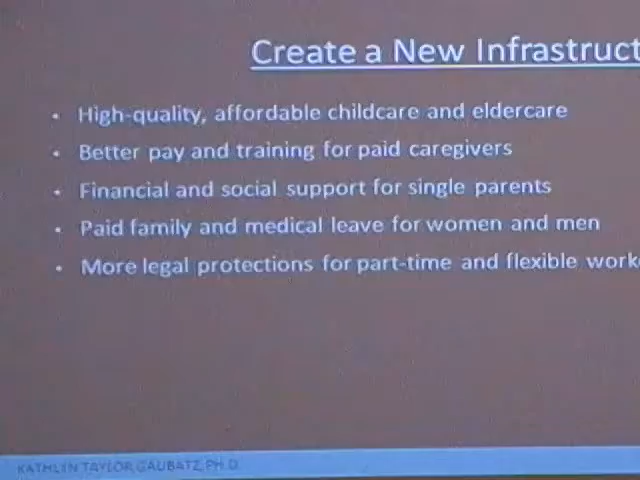 Create a New Infrastruct
• High-quality, affordable childcare and eldercare
• Better pay and training for paid caregivers
• Financial and social support for single parents
• Paid family and medical leave for women and men
• More legal protections for part-time and flexible work
KATHLYN TAYLOR GAUBATZ, PH.D.